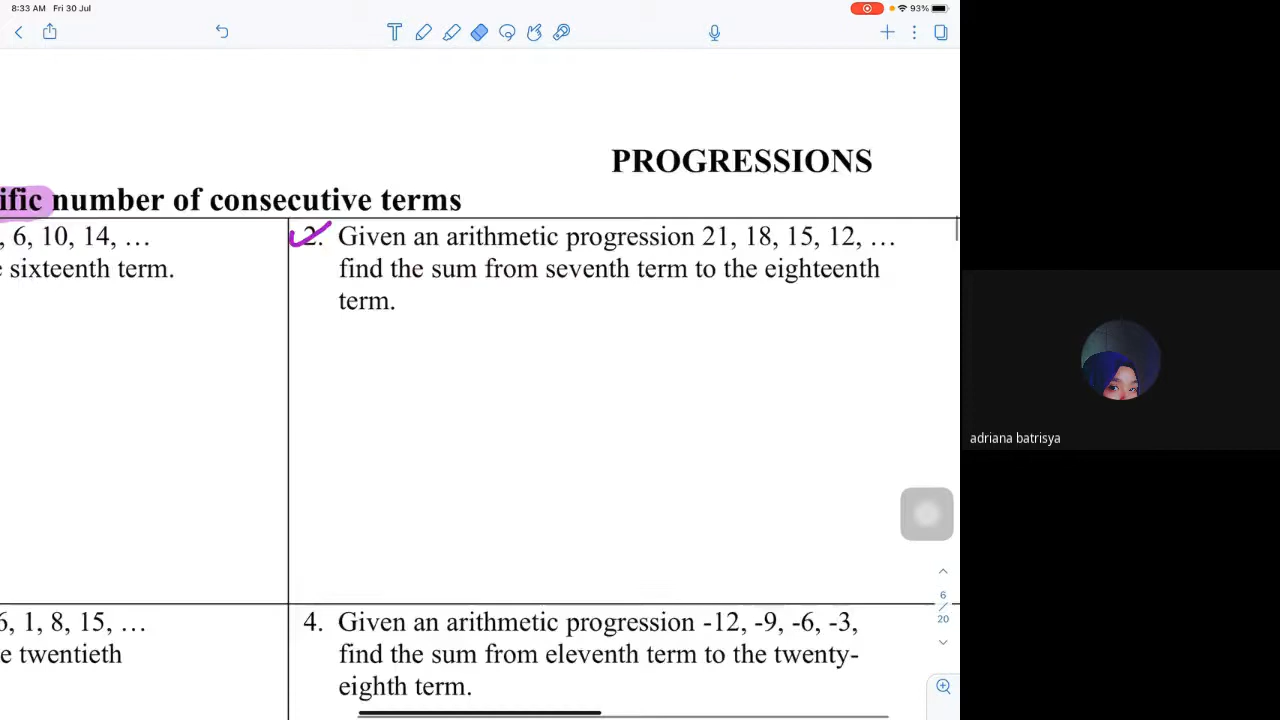 8:33 AM Fri 30 Jul
93%
T
PROGRESSIONS
ific number of consecutive terms
, 6, 10, 14, …
e sixteenth term.
2. Given an arithmetic progression 21, 18, 15, 12, …
find the sum from seventh term to the eighteenth
term.
6, 1, 8, 15, …
e twentieth
4. Given an arithmetic progression -12, -9, -6, -3,
find the sum from eleventh term to the twenty-
eighth term.
6
/
20
adriana batrisya